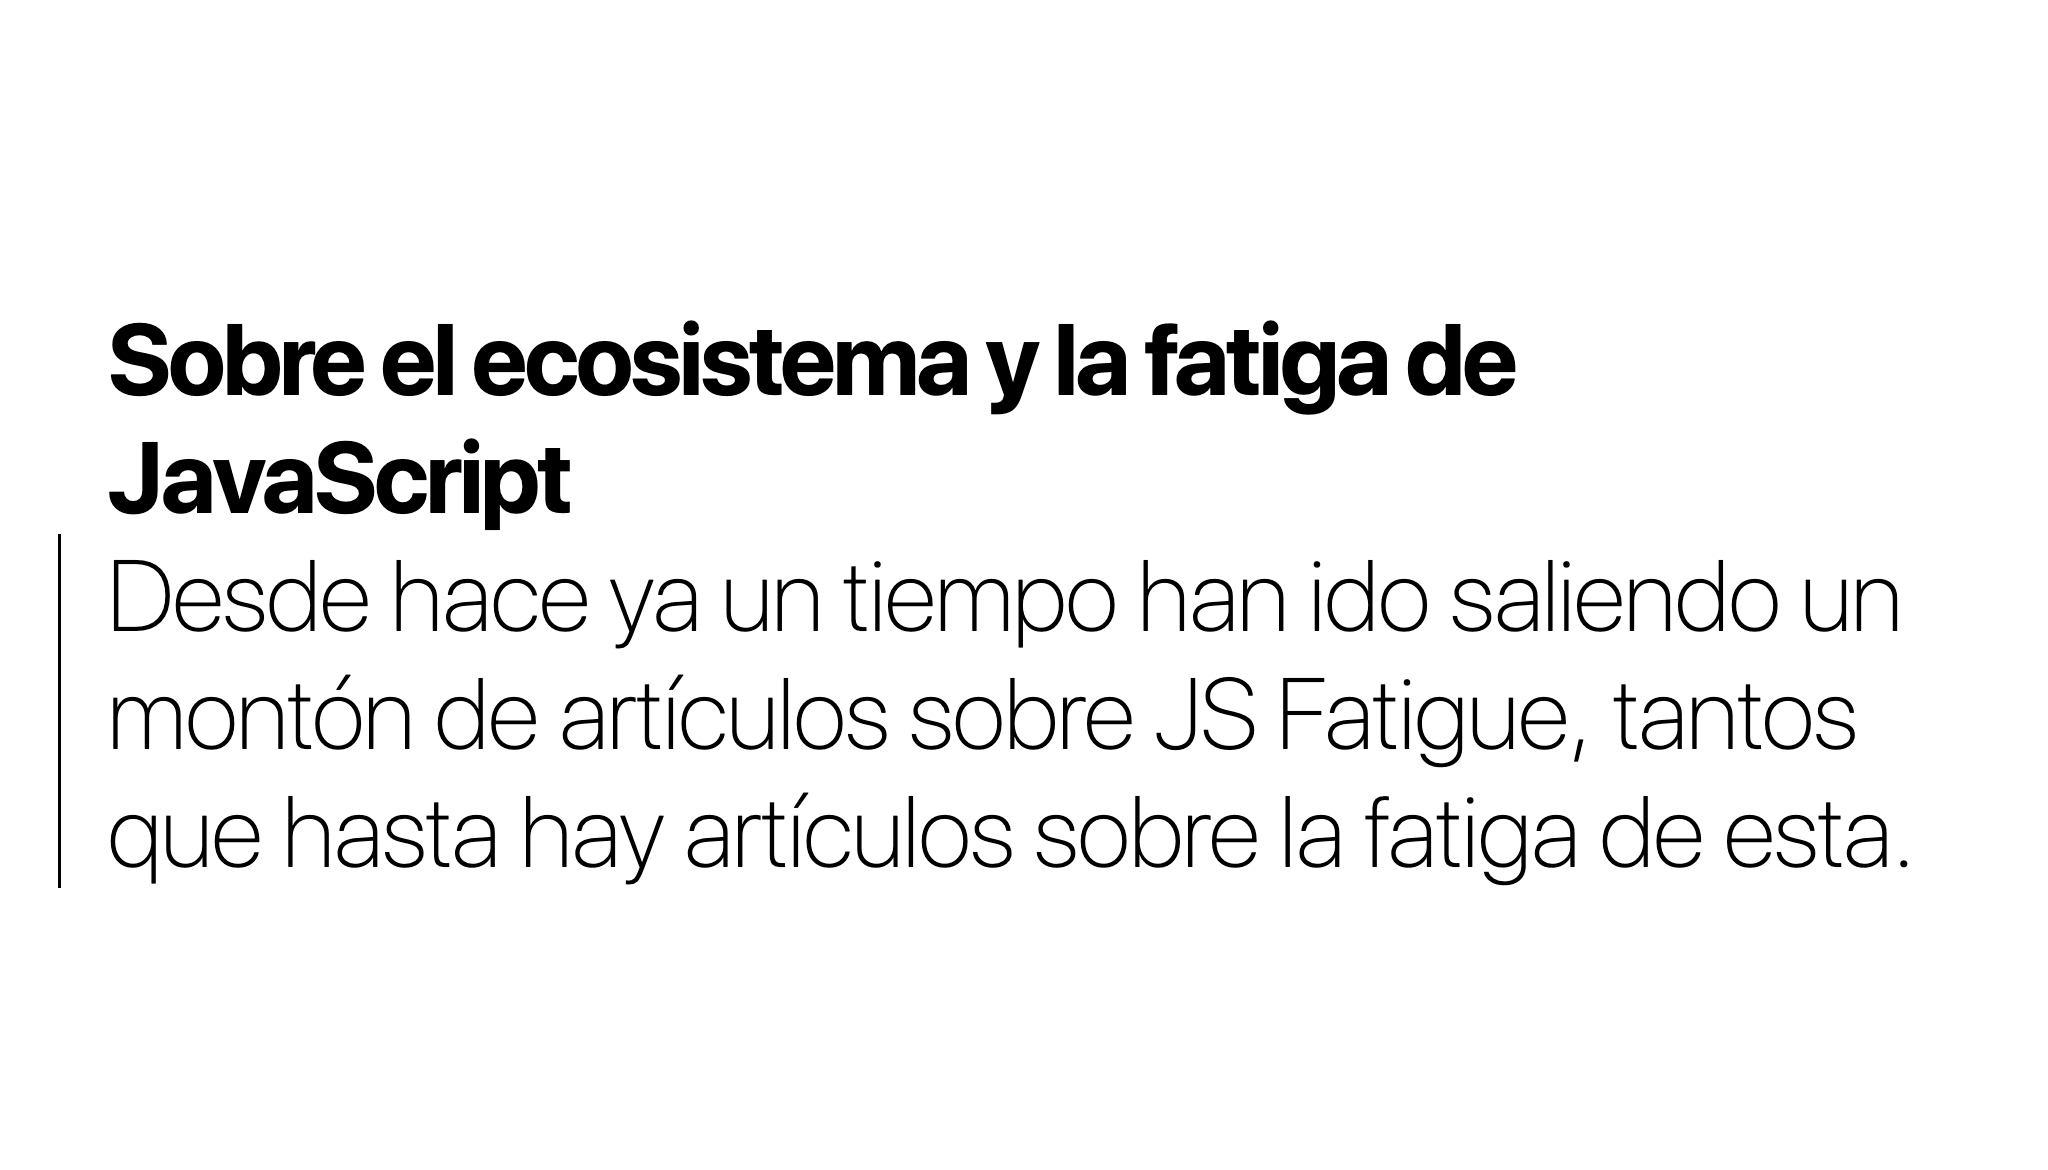 Sobre el ecosistema y la fatiga de
JavaScript
Desde hace ya un tiempo han ido saliendo un
montón de artículos sobre JS Fatigue, tantos
que hasta hay artículos sobre la fatiga de esta.